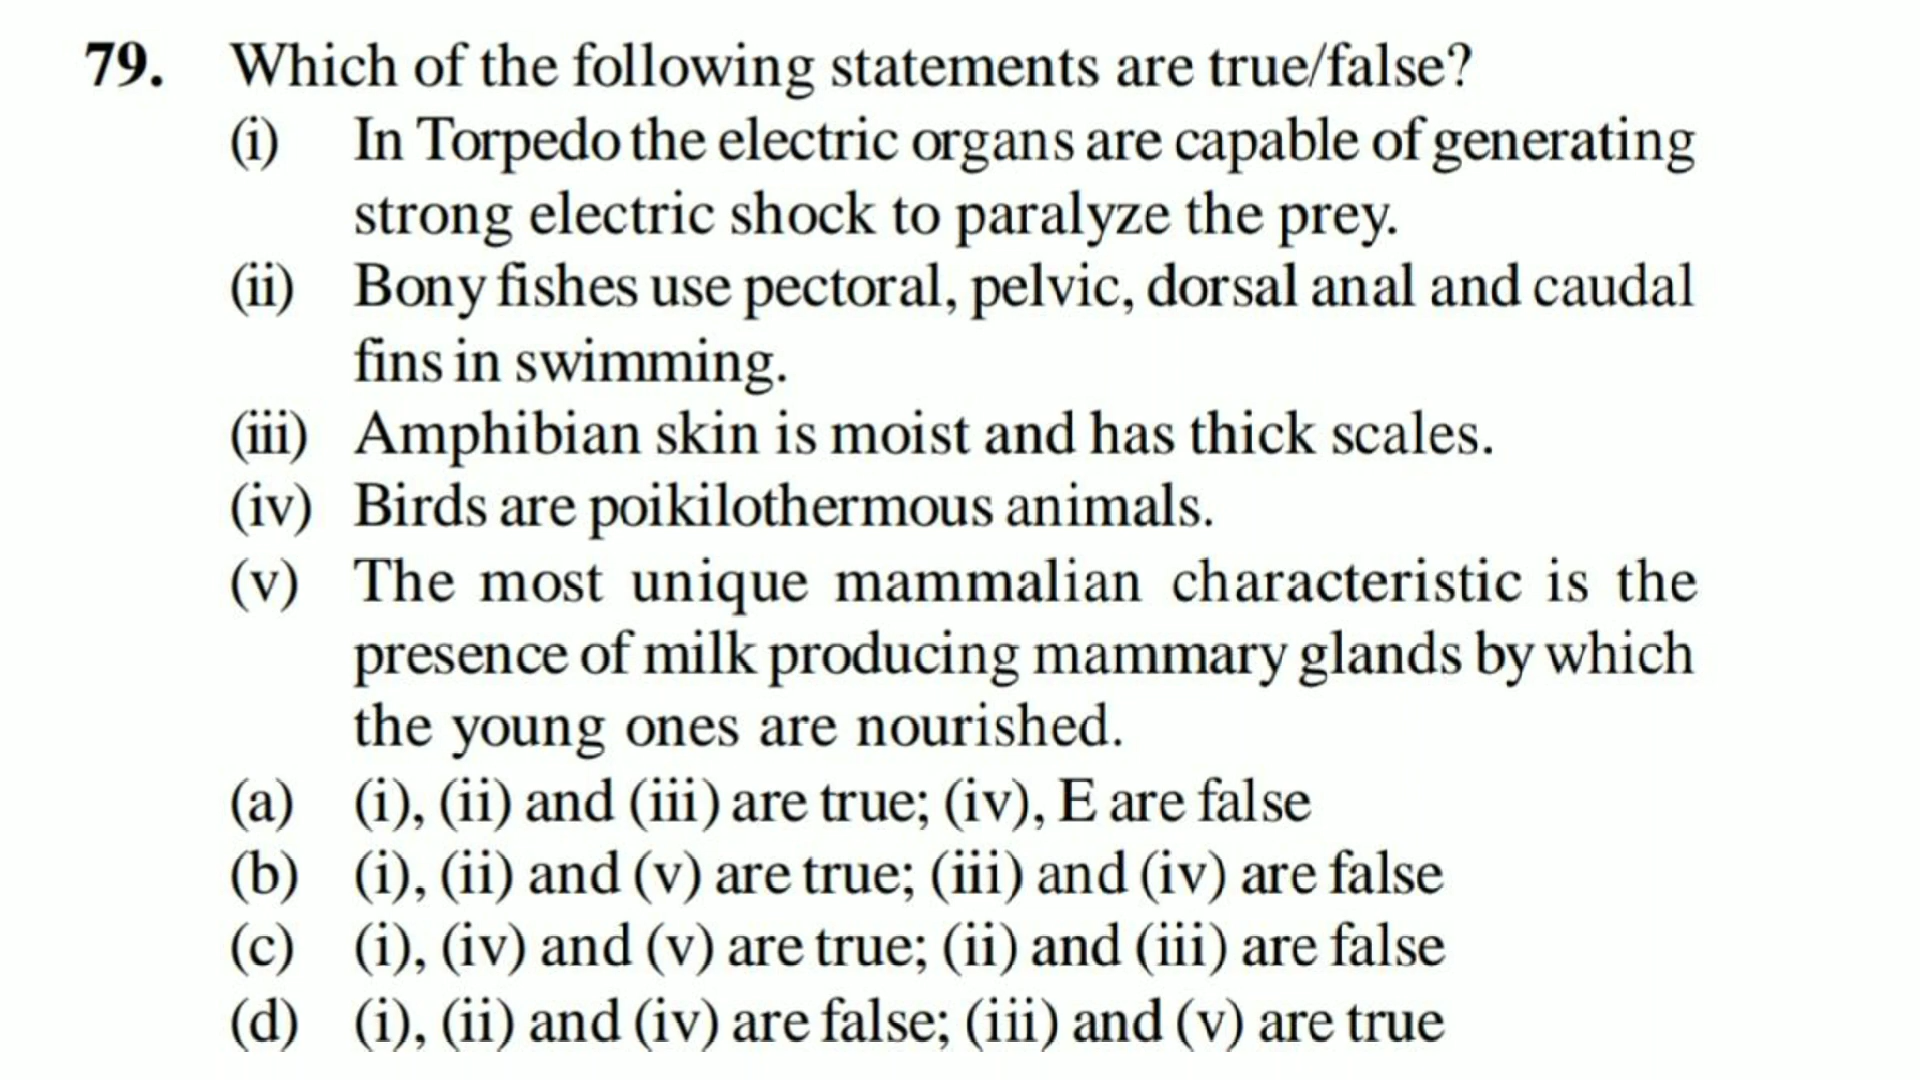 79. Which of the following statements are true/false?
(i) In Torpedo the electric organs are capable of generating
strong electric shock to paralyze the prey.
(ii) Bony fishes use pectoral, pelvic, dorsal anal and caudal
fins in swimming.
(iii) Amphibian skin is moist and has thick scales.
(iv) Birds are poikilothermous animals.
(v) The most unique mammalian characteristic is the
presence of milk producing mammary glands by which
the young ones are nourished.
(a) (i), (ii) and (iii) are true; (iv), E are false
(b) (i), (ii) and (v) are true; (iii) and (iv) are false
(c) (i), (iv) and (v) are true; (ii) and (iii) are false
(d) (i), (ii) and (iv) are false; (iii) and (v) are true